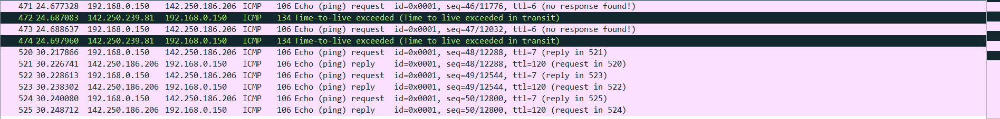 471 24.677328 192.168.0.150 142.250.186.206 ICMP 106 Echo (ping) request id=0x0001, seq=46/11776, ttl=6 (no response found!)
472 24.687083 142.250.239.81 192.168.0.150 ICMP 134 Time-to-live exceeded (Time to live exceeded in transit)
473 24.688637 192.168.0.150 142.250.186.206 ICMP 106 Echo (ping) request id=0x0001, seq=47/12032, ttl=6 (no response found!)
474 24.697960 142.250.239.81 192.168.0.150 ICMP 134 Time-to-live exceeded (Time to live exceeded in transit)
520 30.217866 192.168.0.150 142.250.186.206 ICMP 106 Echo (ping) request id=0x0001, seq=48/12288, ttl=7 (reply in 521)
521 30.226741 142.250.186.206 192.168.0.150 ICMP 106 Echo (ping) reply id=0x0001, seq=48/12288, ttl=120 (request in 520)
522 30.228613 192.168.0.150 142.250.186.206 ICMP 106 Echo (ping) request id=0x0001, seq=49/12544, ttl=7 (reply in 523)
523 30.238302 142.250.186.206 192.168.0.150 ICMP 106 Echo (ping) reply id=0x0001, seq=49/12544, ttl=120 (request in 522)
524 30.240080 192.168.0.150 142.250.186.206 ICMP 106 Echo (ping) request id=0x0001, seq=50/12800, ttl=7 (reply in 525)
525 30.248712 142.250.186.206 192.168.0.150 ICMP 106 Echo (ping) reply id=0x0001, seq=50/12800, ttl=120 (request in 524)